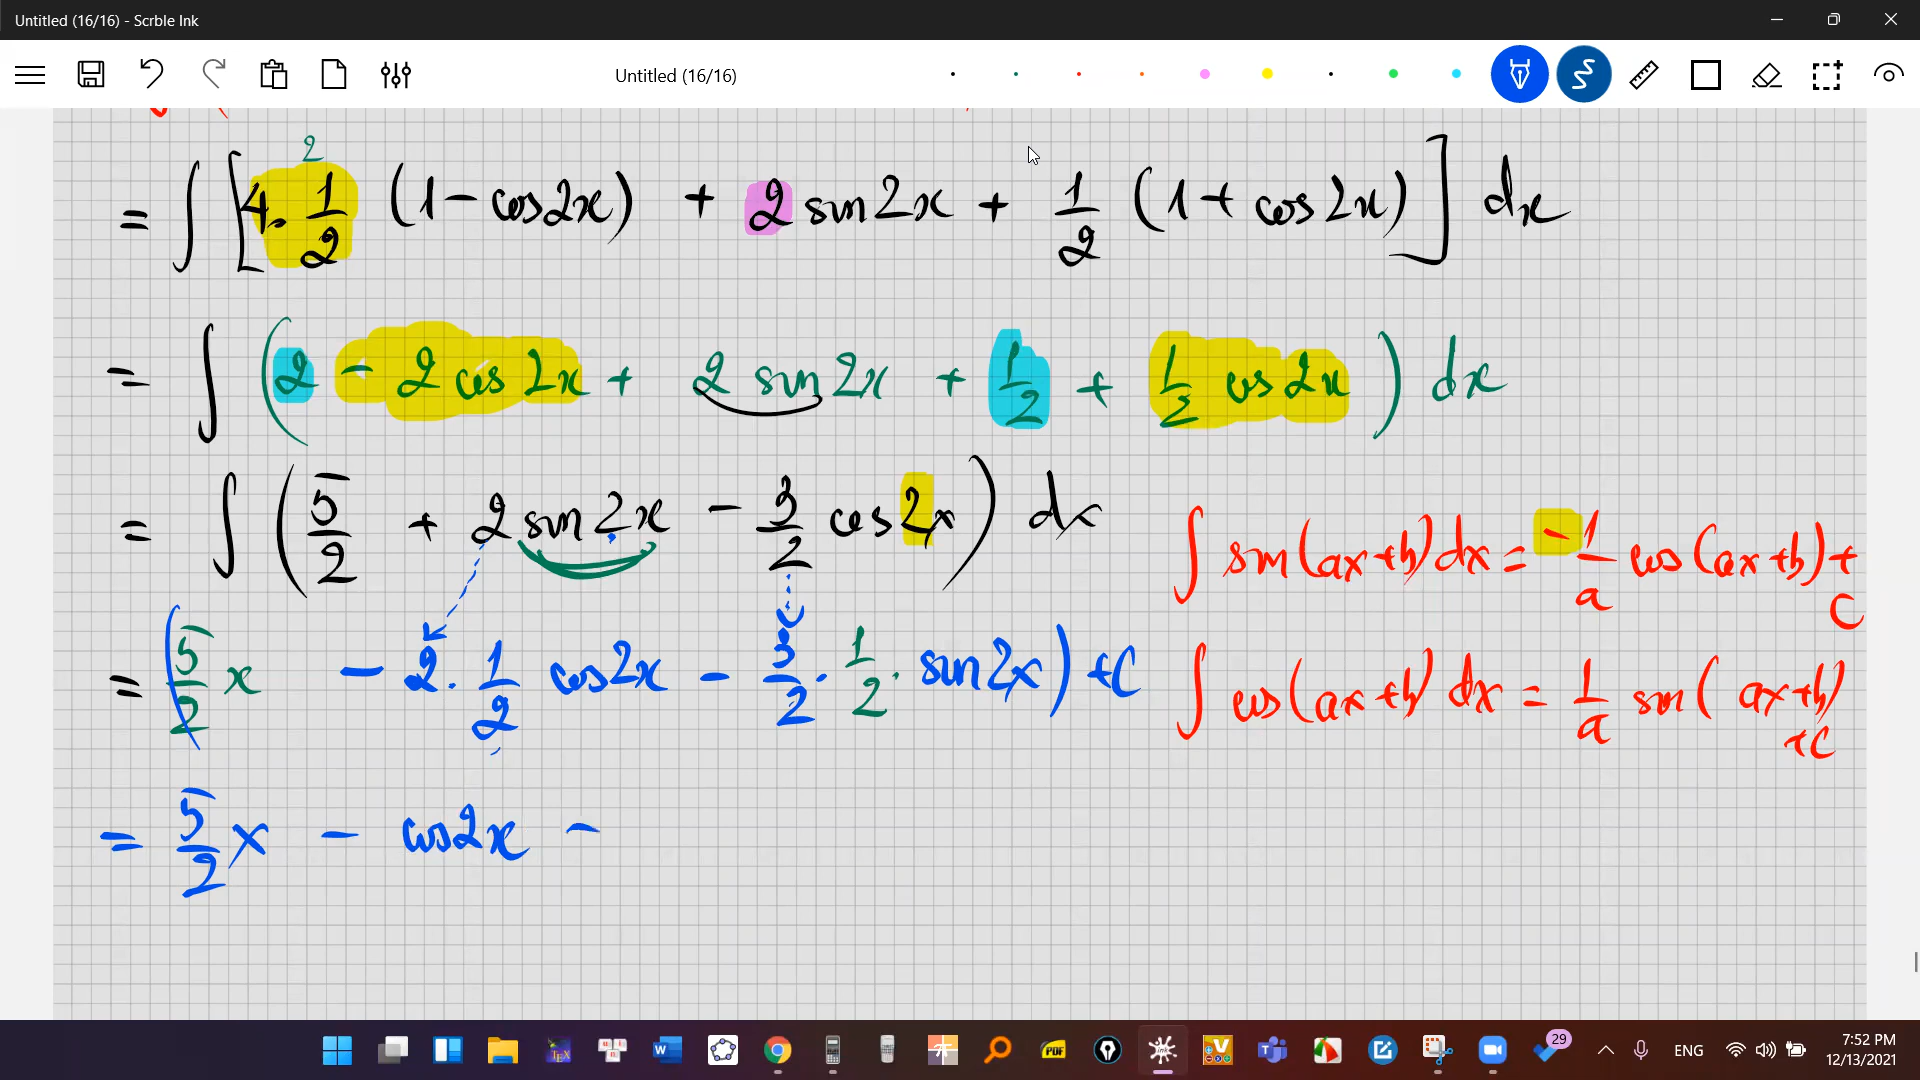 Untitled (16/16) - Scrble Ink
Untitled (16/16)
2
= ∫ [4. 1/2 (1 - cos2x) + 2 sin2x + 1/2 (1 + cos2x)] dx
= ∫ (2 - 2 cos 2x + 2 sin 2x + 1/2 + 1/2 cos 2x) dx
= ∫ (5/2 + 2 sin 2x - 3/2 cos 2x) dx
∫ sin(ax+b) dx = -1/a cos(ax+b) + C
= (5/2 x - 2. 1/2 cos2x - 3/2 . 1/2 . sin2x) + C
∫ cos(ax+b) dx = 1/a sin(ax+b) + C
= 5/2 x - cos2x -
29
ENG
7:52 PM
12/13/2021